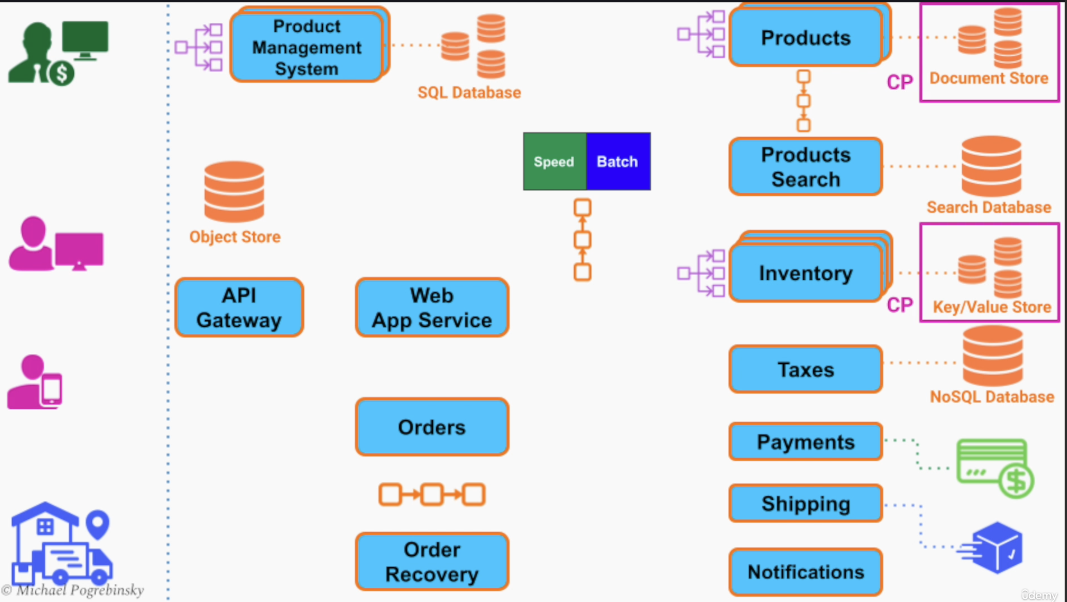 Product
Management
System
SQL Database
Products
CP
Document Store
Speed
Batch
Products
Search
Search Database
Object Store
API
Gateway
Web
App Service
Inventory
CP
Key/Value Store
Taxes
NoSQL Database
Orders
Payments
$
Shipping
Order
Recovery
Notifications
$
© Michael Pogrebinsky
ûdemy